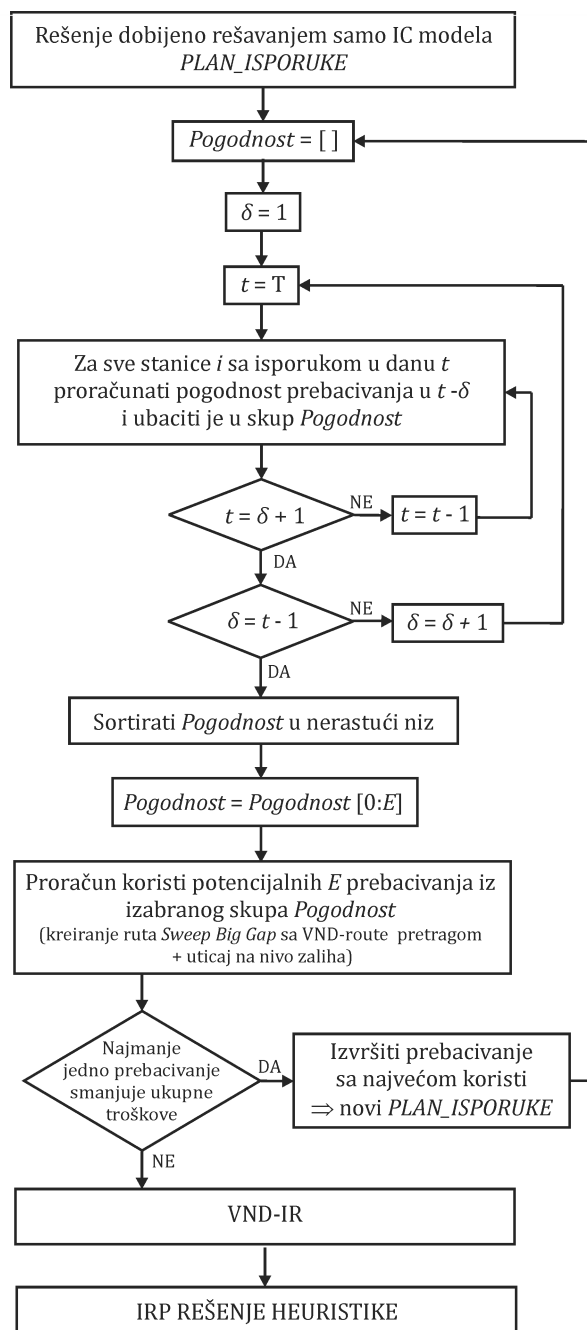 Rešenje dobijeno rešavanjem samo IC modela
PLAN_ISPORUKE
Pogodnost = [ ]
δ = 1
t = T
Za sve stanice i sa isporukom u danu t
proračunati pogodnost prebacivanja u t -δ
i ubaciti je u skup Pogodnost
t = δ + 1
NE
t = t - 1
DA
δ = t - 1
NE
δ = δ + 1
DA
Sortirati Pogodnost u nerastući niz
Pogodnost = Pogodnost [0:E]
Proračun koristi potencijalnih E prebacivanja iz
izabranog skupa Pogodnost
(kreiranje ruta Sweep Big Gap sa VND-route pretragom
+ uticaj na nivo zaliha)
Najmanje
jedno prebacivanje
smanjuje ukupne
troškove
DA
Izvršiti prebacivanje
sa najvećom koristi
⇒ novi PLAN_ISPORUKE
NE
VND-IR
IRP REŠENJE HEURISTIKE